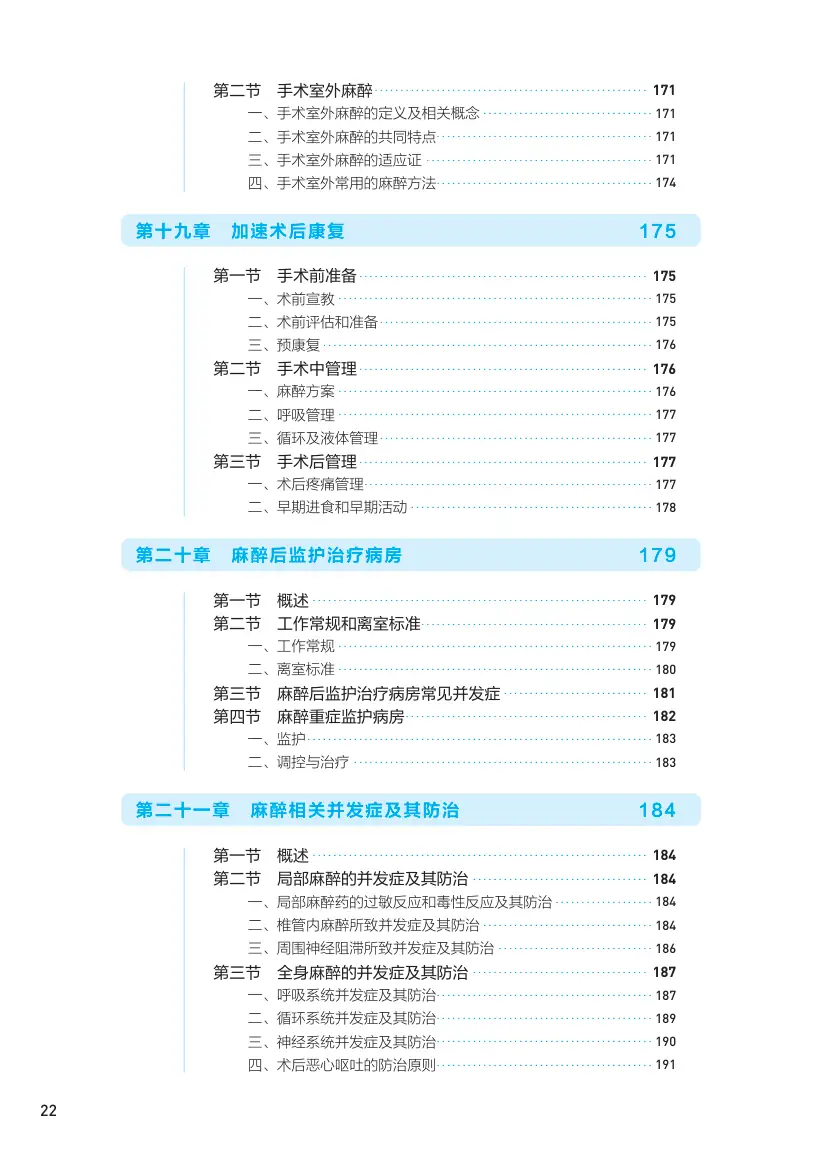 第二节 手术室外麻醉 171
一、手术室外麻醉的定义及相关概念 171
二、手术室外麻醉的共同特点 171
三、手术室外麻醉的适应证 171
四、手术室外常用的麻醉方法 174
第十九章 加速术后康复 175
第一节 手术前准备 175
一、术前宣教 175
二、术前评估和准备 175
三、预康复 176
第二节 手术中管理 176
一、麻醉方案 176
二、呼吸管理 177
三、循环及液体管理 177
第三节 手术后管理 177
一、术后疼痛管理 177
二、早期进食和早期活动 178
第二十章 麻醉后监护治疗病房 179
第一节 概述 179
第二节 工作常规和离室标准 179
一、工作常规 179
二、离室标准 180
第三节 麻醉后监护治疗病房常见并发症 181
第四节 麻醉重症监护病房 182
一、监护 183
二、调控与治疗 183
第二十一章 麻醉相关并发症及其防治 184
第一节 概述 184
第二节 局部麻醉的并发症及其防治 184
一、局部麻醉药的过敏反应和毒性反应及其防治 184
二、椎管内麻醉所致并发症及其防治 184
三、周围神经阻滞所致并发症及其防治 186
第三节 全身麻醉的并发症及其防治 187
一、呼吸系统并发症及其防治 187
二、循环系统并发症及其防治 189
三、神经系统并发症及其防治 190
四、术后恶心呕吐的防治原则 191
22